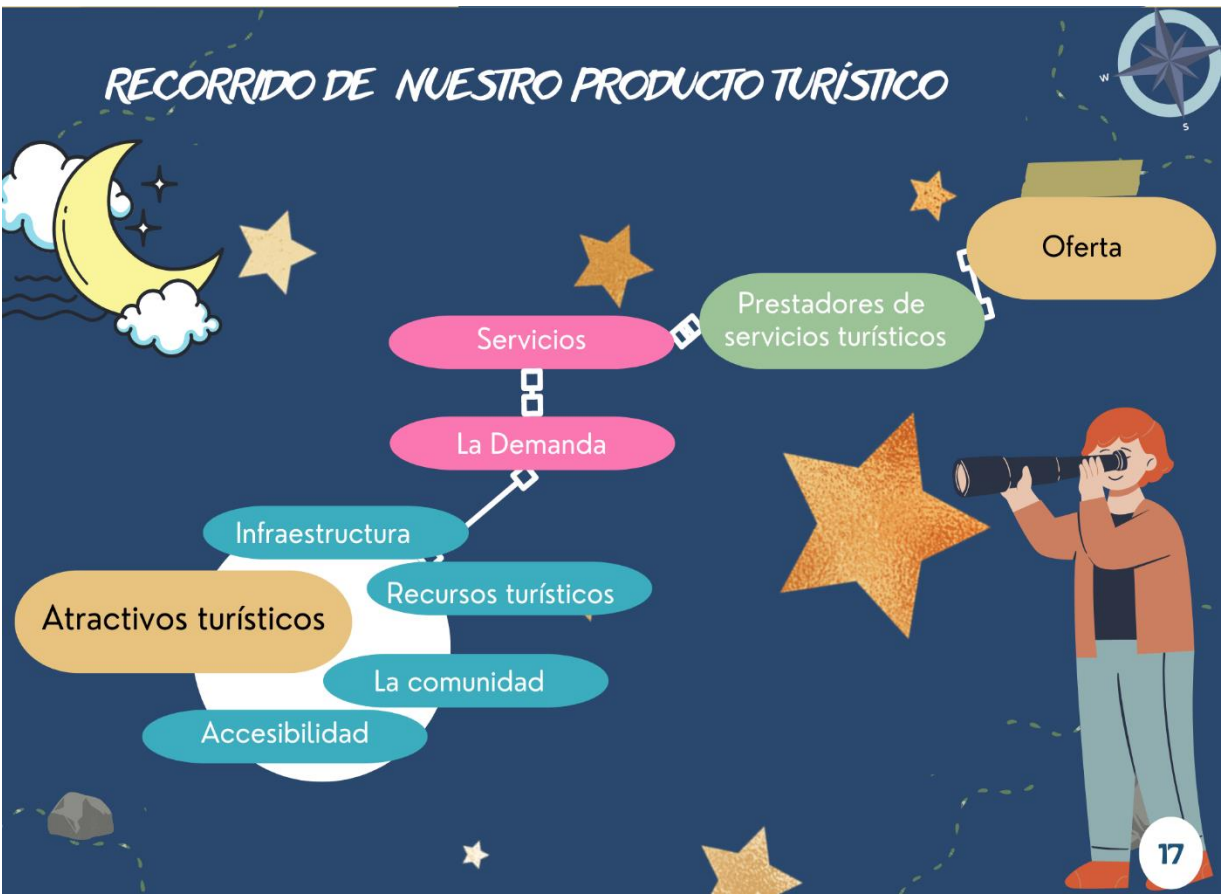 RECORRIDO DE NUESTRO PRODUCTO TURÍSTICO
W
S
Oferta
Prestadores de
servicios turísticos
Servicios
La Demanda
Infraestructura
Recursos turísticos
Atractivos turísticos
La comunidad
Accesibilidad
17